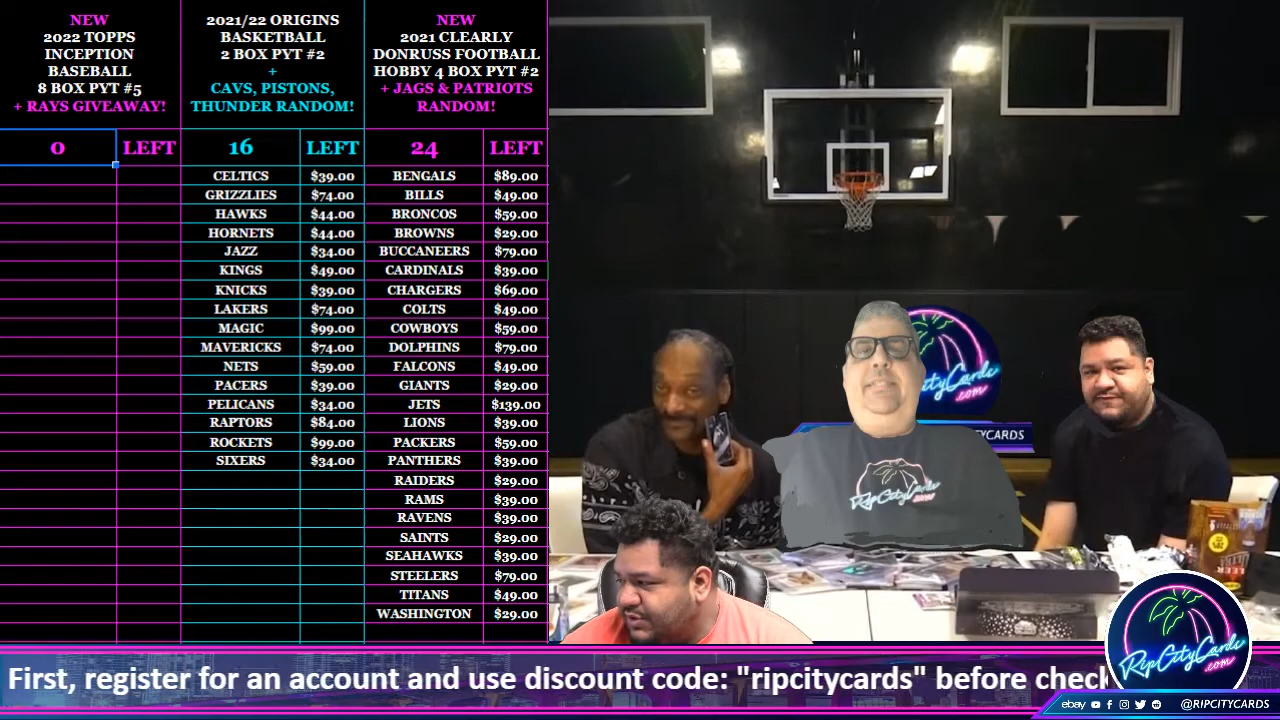 NEW
2022 TOPPS
INCEPTION
BASEBALL
8 BOX PYT #5
+ RAYS GIVEAWAY!
0 LEFT
2021/22 ORIGINS
BASKETBALL
2 BOX PYT #2
+
CAVS, PISTONS,
THUNDER RANDOM!
16 LEFT
CELTICS $39.00
GRIZZLIES $74.00
HAWKS $44.00
HORNETS $44.00
JAZZ $34.00
KINGS $49.00
KNICKS $39.00
LAKERS $74.00
MAGIC $99.00
MAVERICKS $74.00
NETS $59.00
PACERS $39.00
PELICANS $34.00
RAPTORS $84.00
ROCKETS $99.00
SIXERS $34.00
NEW
2021 CLEARLY
DONRUSS FOOTBALL
HOBBY 4 BOX PYT #2
+ JAGS & PATRIOTS
RANDOM!
24 LEFT
BENGALS $89.00
BILLS $49.00
BRONCOS $59.00
BROWNS $29.00
BUCCANEERS $79.00
CARDINALS $39.00
CHARGERS $69.00
COLTS $49.00
COWBOYS $59.00
DOLPHINS $79.00
FALCONS $49.00
GIANTS $29.00
JETS $139.00
LIONS $39.00
PACKERS $59.00
PANTHERS $39.00
RAIDERS $29.00
RAMS $39.00
RAVENS $39.00
SAINTS $29.00
SEAHAWKS $39.00
STEELERS $79.00
TITANS $49.00
WASHINGTON $29.00
ityCards
.com
YCARDS
RipCityCards
First, register for an account and use discount code: "ripcitycards" before check
RipCityCards
.com
ebay @RIPCITYCARDS